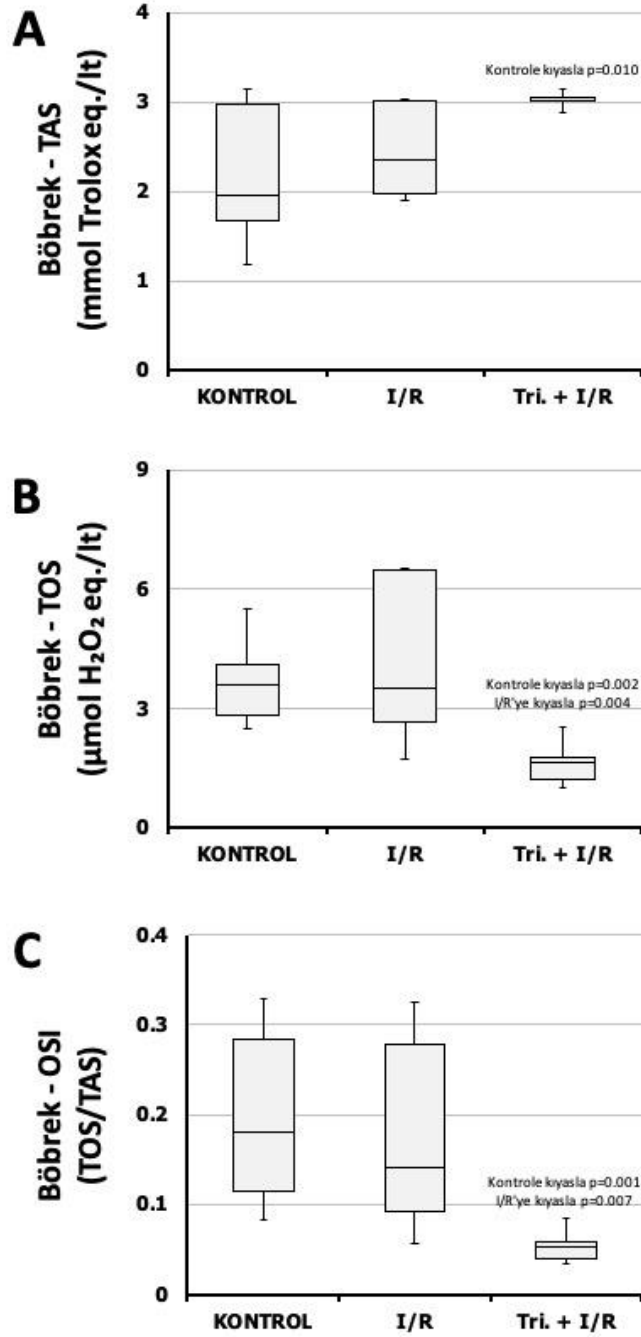 A
Böbrek - TAS
(mmol Trolox eq./lt)
4
3
2
1
0
Kontrole kıyasla p=0.010
KONTROL I/R Tri. + I/R
B
Böbrek - TOS
(µmol H₂O₂ eq./lt)
9
6
3
0
Kontrole kıyasla p=0.002
I/R'ye kıyasla p=0.004
KONTROL I/R Tri. + I/R
C
Böbrek - OSI
(TOS/TAS)
0.4
0.3
0.2
0.1
0
Kontrole kıyasla p=0.001
I/R'ye kıyasla p=0.007
KONTROL I/R Tri. + I/R